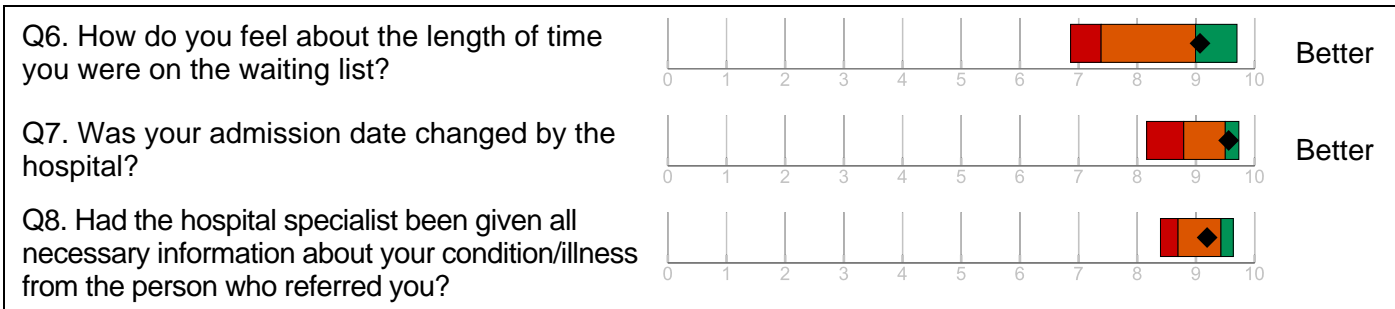 Q6. How do you feel about the length of time
you were on the waiting list?
0 1 2 3 4 5 6 7 8 9 10
Better
Q7. Was your admission date changed by the
hospital?
0 1 2 3 4 5 6 7 8 9 10
Better
Q8. Had the hospital specialist been given all
necessary information about your condition/illness
from the person who referred you?
0 1 2 3 4 5 6 7 8 9 10